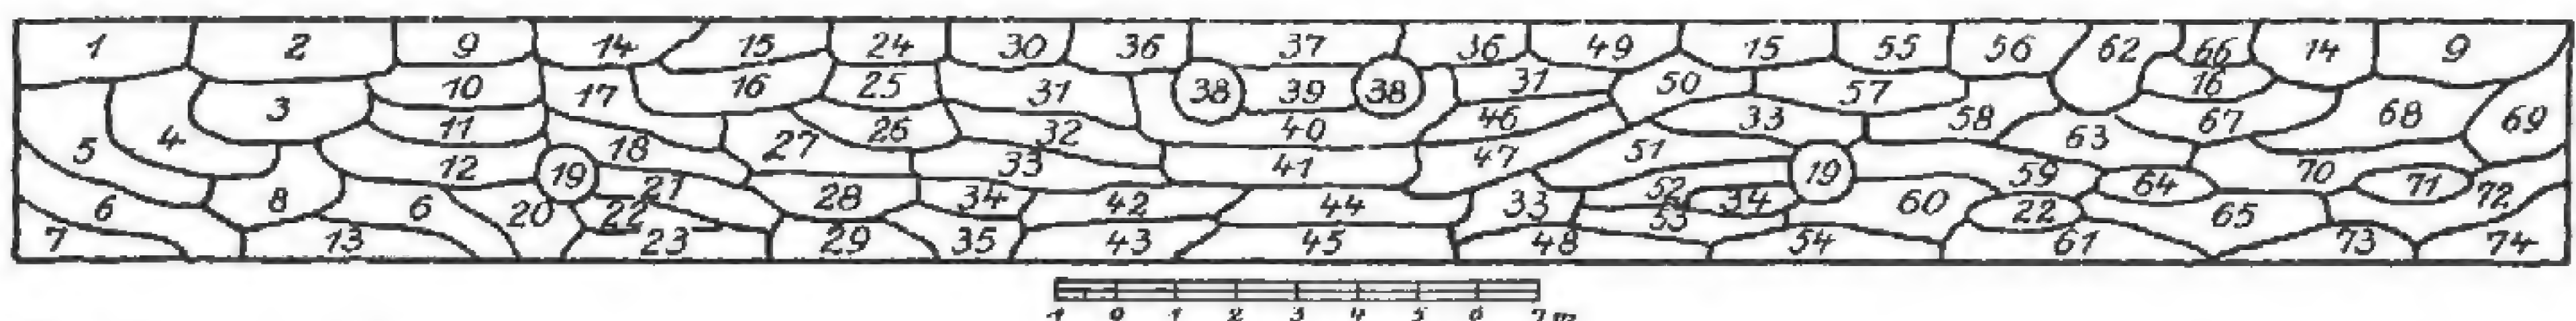 1 2 9 14 15 24 30 36 37 36 49 15 55 56 62 66 14 9
3 10 17 16 25 31 38 39 38 31 50 57 16 68 69
5 4 11 18 27 26 32 40 46 33 58 63 67
12 19 33 41 47 51 19 59 64 70 71
6 8 6 20 21 22 28 34 42 44 33 52 53 34 60 22 65 72
7 13 23 29 35 43 45 48 54 61 73 74
1 0 1 2 3 4 5 6 7 m